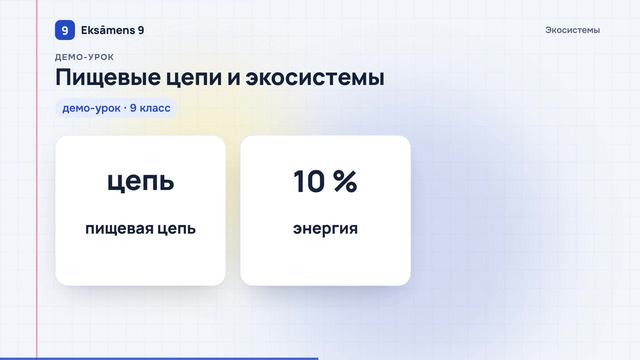 9 Eksāmens 9
Экосистемы
ДЕМО-УРОК
Пищевые цепи и экосистемы
демо-урок · 9 класс
цепь
пищевая цепь
10 %
энергия